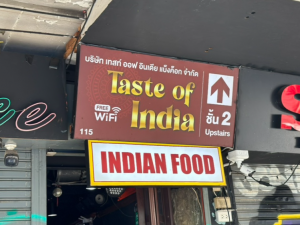 บริษัท เทสท์ ออฟ อินเดีย แบ็งค็อก จำกัด
Taste of
India
FREE
WiFi
115
ชั้น 2
Upstairs
INDIAN FOOD